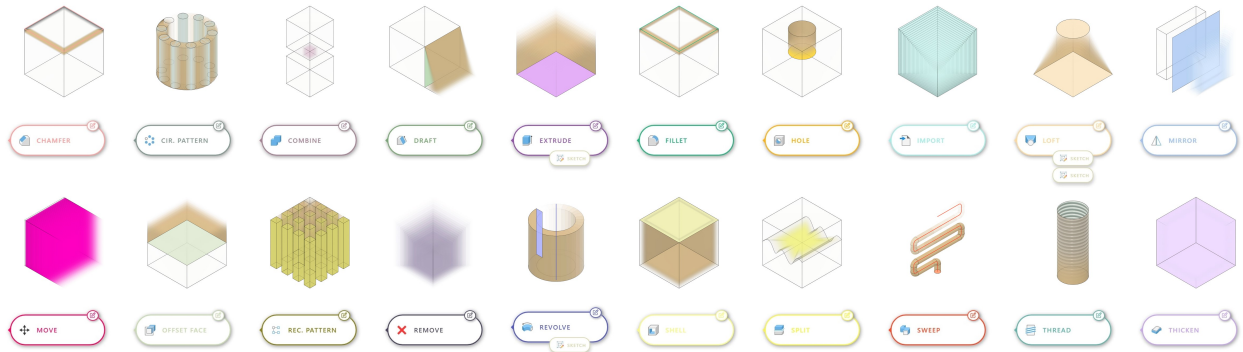 CHAMFER
CIR. PATTERN
COMBINE
DRAFT
EXTRUDE
SKETCH
FILLET
HOLE
IMPORT
LOFT
SKETCH
SKETCH
MIRROR
MOVE
OFFSET FACE
REC. PATTERN
REMOVE
REVOLVE
SKETCH
SHELL
SPLIT
SWEEP
THREAD
THICKEN